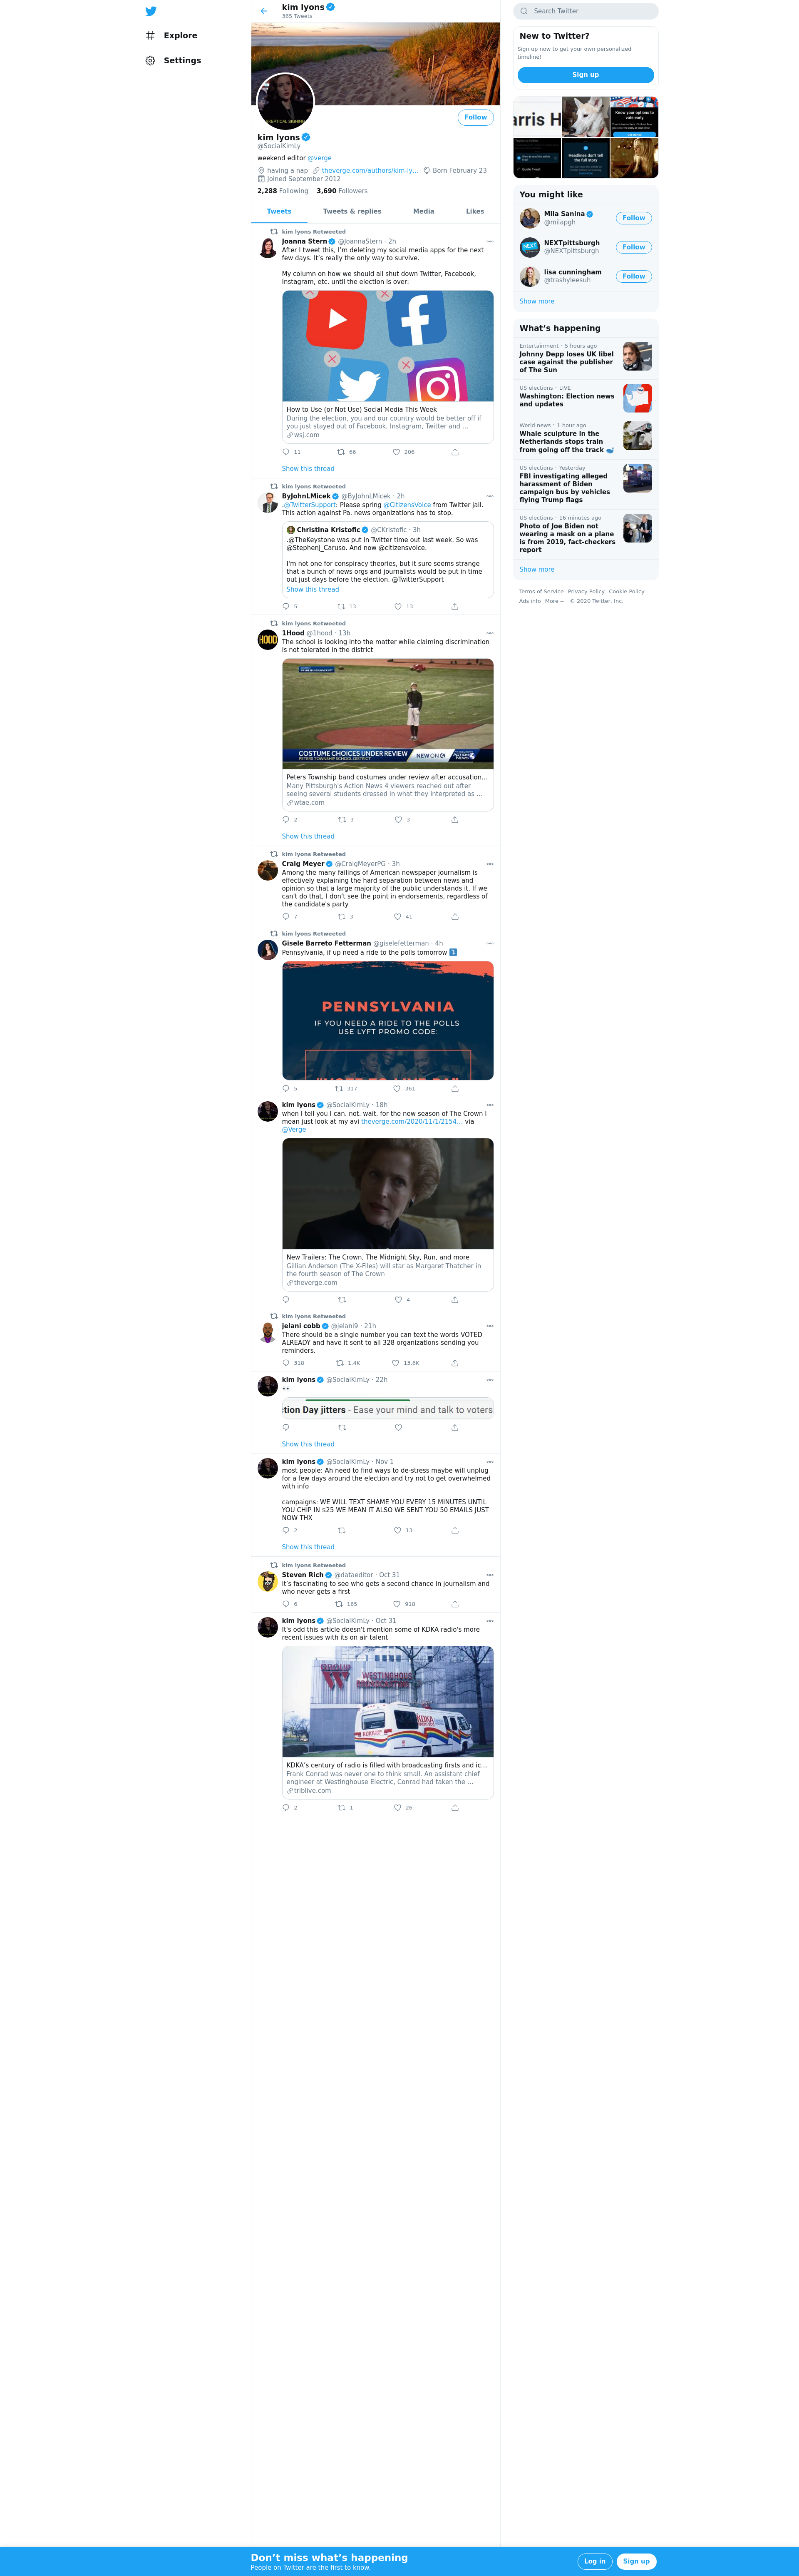 Explore
Settings
kim lyons
365 Tweets
SKEPTICAL SIGHING
Follow
kim lyons
@SocialKimLy
weekend editor @verge
having a nap theverge.com/authors/kim-ly… Born February 23
Joined September 2012
2,288 Following 3,690 Followers
Tweets Tweets & replies Media Likes
kim lyons Retweeted
Joanna Stern @JoannaStern · 2h
After I tweet this, I’m deleting my social media apps for the next
few days. It’s really the only way to survive.
My column on how we should all shut down Twitter, Facebook,
Instagram, etc. until the election is over:
How to Use (or Not Use) Social Media This Week
During the election, you and our country would be better off if
you just stayed out of Facebook, Instagram, Twitter and …
wsj.com
11 66 206
Show this thread
kim lyons Retweeted
ByJohnLMicek @ByJohnLMicek · 2h
.@TwitterSupport: Please spring @CitizensVoice from Twitter jail.
This action against Pa. news organizations has to stop.
Christina Kristofic @CKristofic · 3h
.@TheKeystone was put in Twitter time out last week. So was
@StephenJ_Caruso. And now @citizensvoice.
I'm not one for conspiracy theories, but it sure seems strange
that a bunch of news orgs and journalists would be put in time
out just days before the election. @TwitterSupport
Show this thread
5 13 13
kim lyons Retweeted
1HOOD
1Hood @1hood · 13h
The school is looking into the matter while claiming discrimination
is not tolerated in the district
COSTUME CHOICES UNDER REVIEW
PETERS TOWNSHIP SCHOOL DISTRICT
NEW ON 4
Peters Township band costumes under review after accusation…
Many Pittsburgh's Action News 4 viewers reached out after
seeing several students dressed in what they interpreted as …
wtae.com
2 3 3
Show this thread
kim lyons Retweeted
Craig Meyer @CraigMeyerPG · 3h
Among the many failings of American newspaper journalism is
effectively explaining the hard separation between news and
opinion so that a large majority of the public understands it. If we
can't do that, I don't see the point in endorsements, regardless of
the candidate's party
7 3 41
kim lyons Retweeted
Gisele Barreto Fetterman @giselefetterman · 4h
Pennsylvania, if up need a ride to the polls tomorrow ⤵️
PENNSYLVANIA
IF YOU NEED A RIDE TO THE POLLS
USE LYFT PROMO CODE:
5 317 361
kim lyons @SocialKimLy · 18h
when I tell you I can. not. wait. for the new season of The Crown I
mean just look at my avi theverge.com/2020/11/1/2154… via
@Verge
New Trailers: The Crown, The Midnight Sky, Run, and more
Gillian Anderson (The X-Files) will star as Margaret Thatcher in
the fourth season of The Crown
theverge.com
4
kim lyons Retweeted
jelani cobb @jelani9 · 21h
There should be a single number you can text the words VOTED
ALREADY and have it sent to all 328 organizations sending you
reminders.
318 1.4K 13.6K
kim lyons @SocialKimLy · 22h
tion Day jitters - Ease your mind and talk to voters
Show this thread
kim lyons @SocialKimLy · Nov 1
most people: Ah need to find ways to de-stress maybe will unplug
for a few days around the election and try not to get overwhelmed
with info
campaigns: WE WILL TEXT SHAME YOU EVERY 15 MINUTES UNTIL
YOU CHIP IN $25 WE MEAN IT ALSO WE SENT YOU 50 EMAILS JUST
NOW THX
2 13
Show this thread
kim lyons Retweeted
Steven Rich @dataeditor · Oct 31
it’s fascinating to see who gets a second chance in journalism and
who never gets a first
6 165 918
kim lyons @SocialKimLy · Oct 31
It's odd this article doesn't mention some of KDKA radio's more
recent issues with its on air talent
GROUP W
WESTINGHOUSE
KDKA
KDKA’s century of radio is filled with broadcasting firsts and ic…
Frank Conrad was never one to think small. An assistant chief
engineer at Westinghouse Electric, Conrad had taken the …
triblive.com
2 1 26
Search Twitter
New to Twitter?
Sign up now to get your own personalized
timeline!
Sign up
arris H
Know your options to
vote early
Headlines don't tell
the full story
You might like
Mila Sanina
@milapgh
Follow
NEXT
NEXTpittsburgh
@NEXTpittsburgh
Follow
lisa cunningham
@trashyleesuh
Follow
Show more
What’s happening
Entertainment · 5 hours ago
Johnny Depp loses UK libel
case against the publisher
of The Sun
US elections · LIVE
Washington: Election news
and updates
World news · 1 hour ago
Whale sculpture in the
Netherlands stops train
from going off the track 🐋
US elections · Yesterday
FBI investigating alleged
harassment of Biden
campaign bus by vehicles
flying Trump flags
US elections · 16 minutes ago
Photo of Joe Biden not
wearing a mask on a plane
is from 2019, fact-checkers
report
Show more
Terms of Service Privacy Policy Cookie Policy
Ads info More © 2020 Twitter, Inc.
Don’t miss what’s happening
People on Twitter are the first to know.
Log in
Sign up